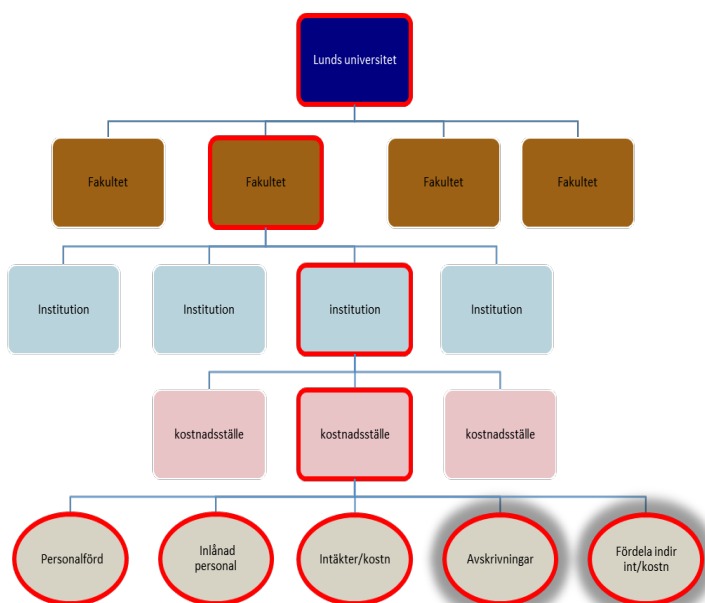 Lunds universitet
Fakultet
Fakultet
Fakultet
Fakultet
Institution
Institution
institution
Institution
kostnadsställe
kostnadsställe
kostnadsställe
Personalförd
Inlånad
personal
Intäkter/kostn
Avskrivningar
Fördela indir
int/kostn